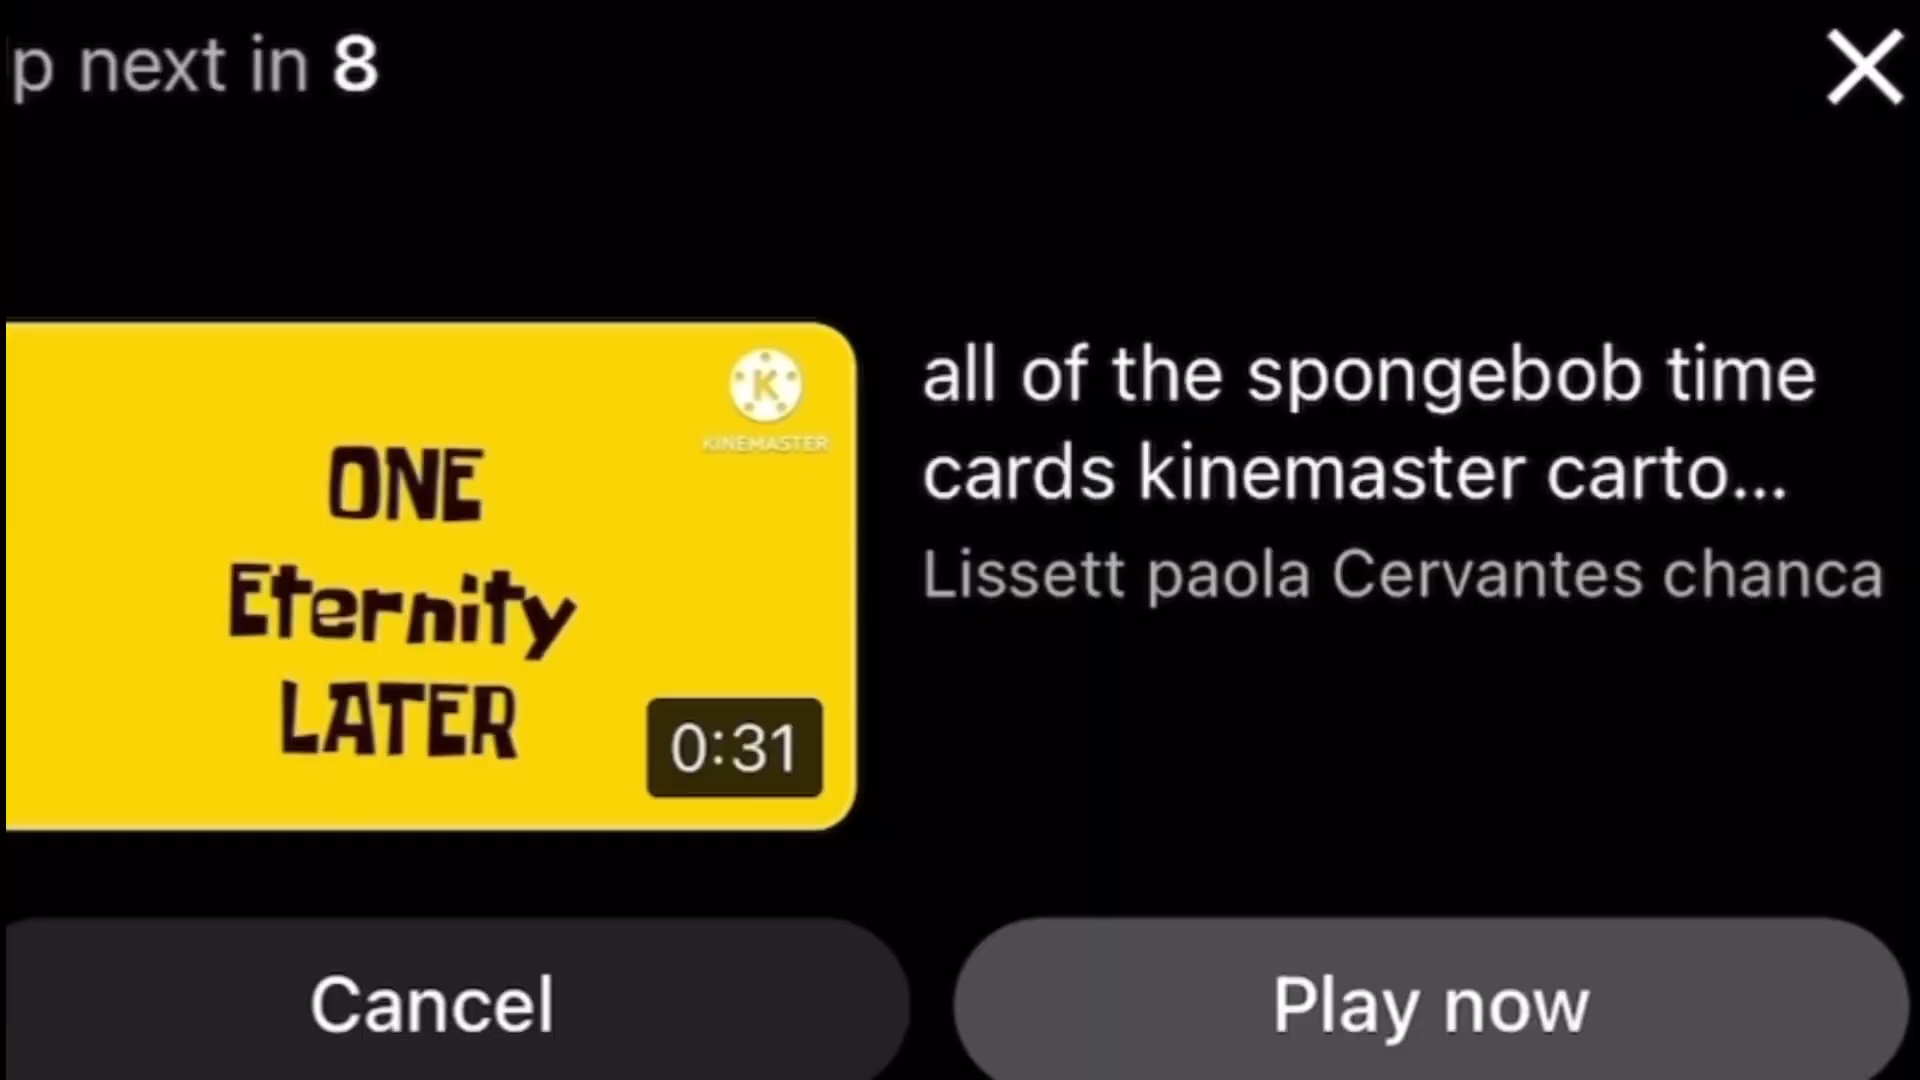 p next in 8
K
KINEMASTER
ONE
Eternity
LATER
0:31
all of the spongebob time
cards kinemaster carto...
Lissett paola Cervantes chanca
Cancel
Play now